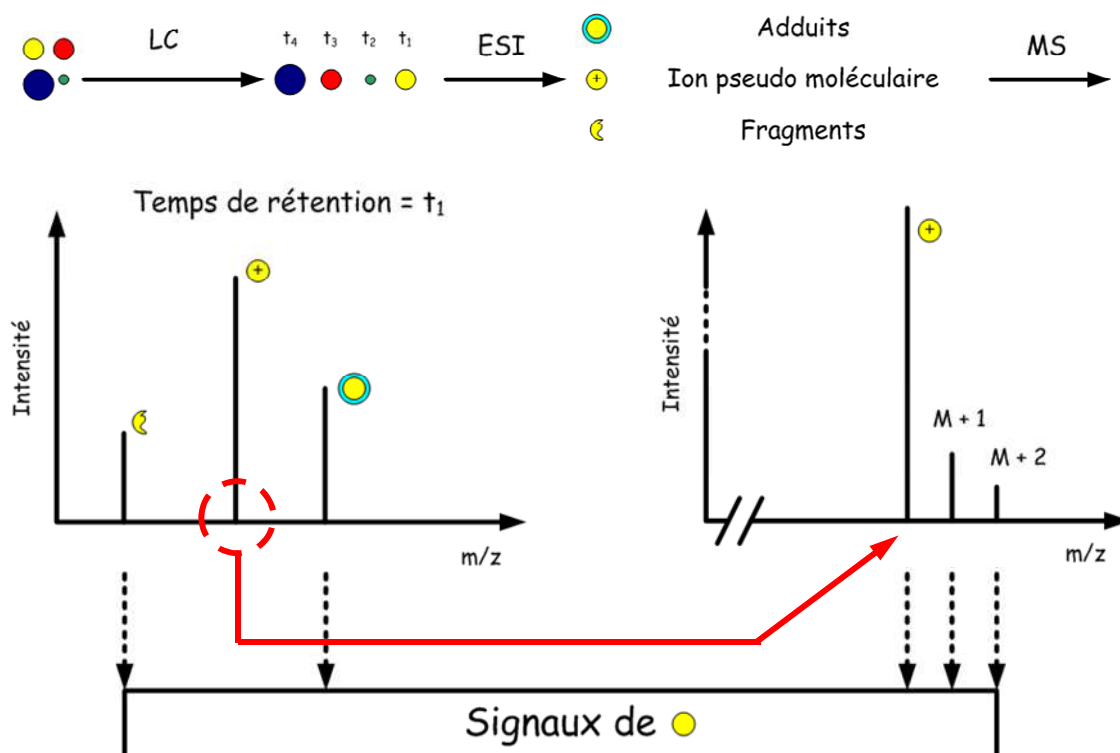 LC
t₄ t₃ t₂ t₁
ESI
Adduits
+ Ion pseudo moléculaire
Fragments
MS
Temps de rétention = t₁
Intensité
+
m/z
Intensité
+
M + 1
M + 2
m/z
Signaux de